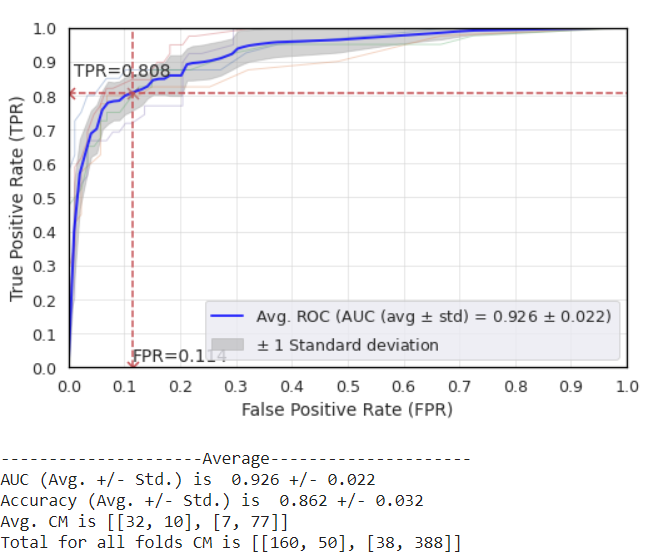 1.0
0.9
0.8
0.7
0.6
0.5
0.4
0.3
0.2
0.1
0.0
True Positive Rate (TPR)
TPR=0.808
FPR=0.114
Avg. ROC (AUC (avg ± std) = 0.926 ± 0.022)
± 1 Standard deviation
0.0 0.1 0.2 0.3 0.4 0.5 0.6 0.7 0.8 0.9 1.0
False Positive Rate (FPR)
---------------------Average---------------------
AUC (Avg. +/- Std.) is  0.926 +/- 0.022
Accuracy (Avg. +/- Std.) is  0.862 +/- 0.032
Avg. CM is [[32, 10], [7, 77]]
Total for all folds CM is [[160, 50], [38, 388]]